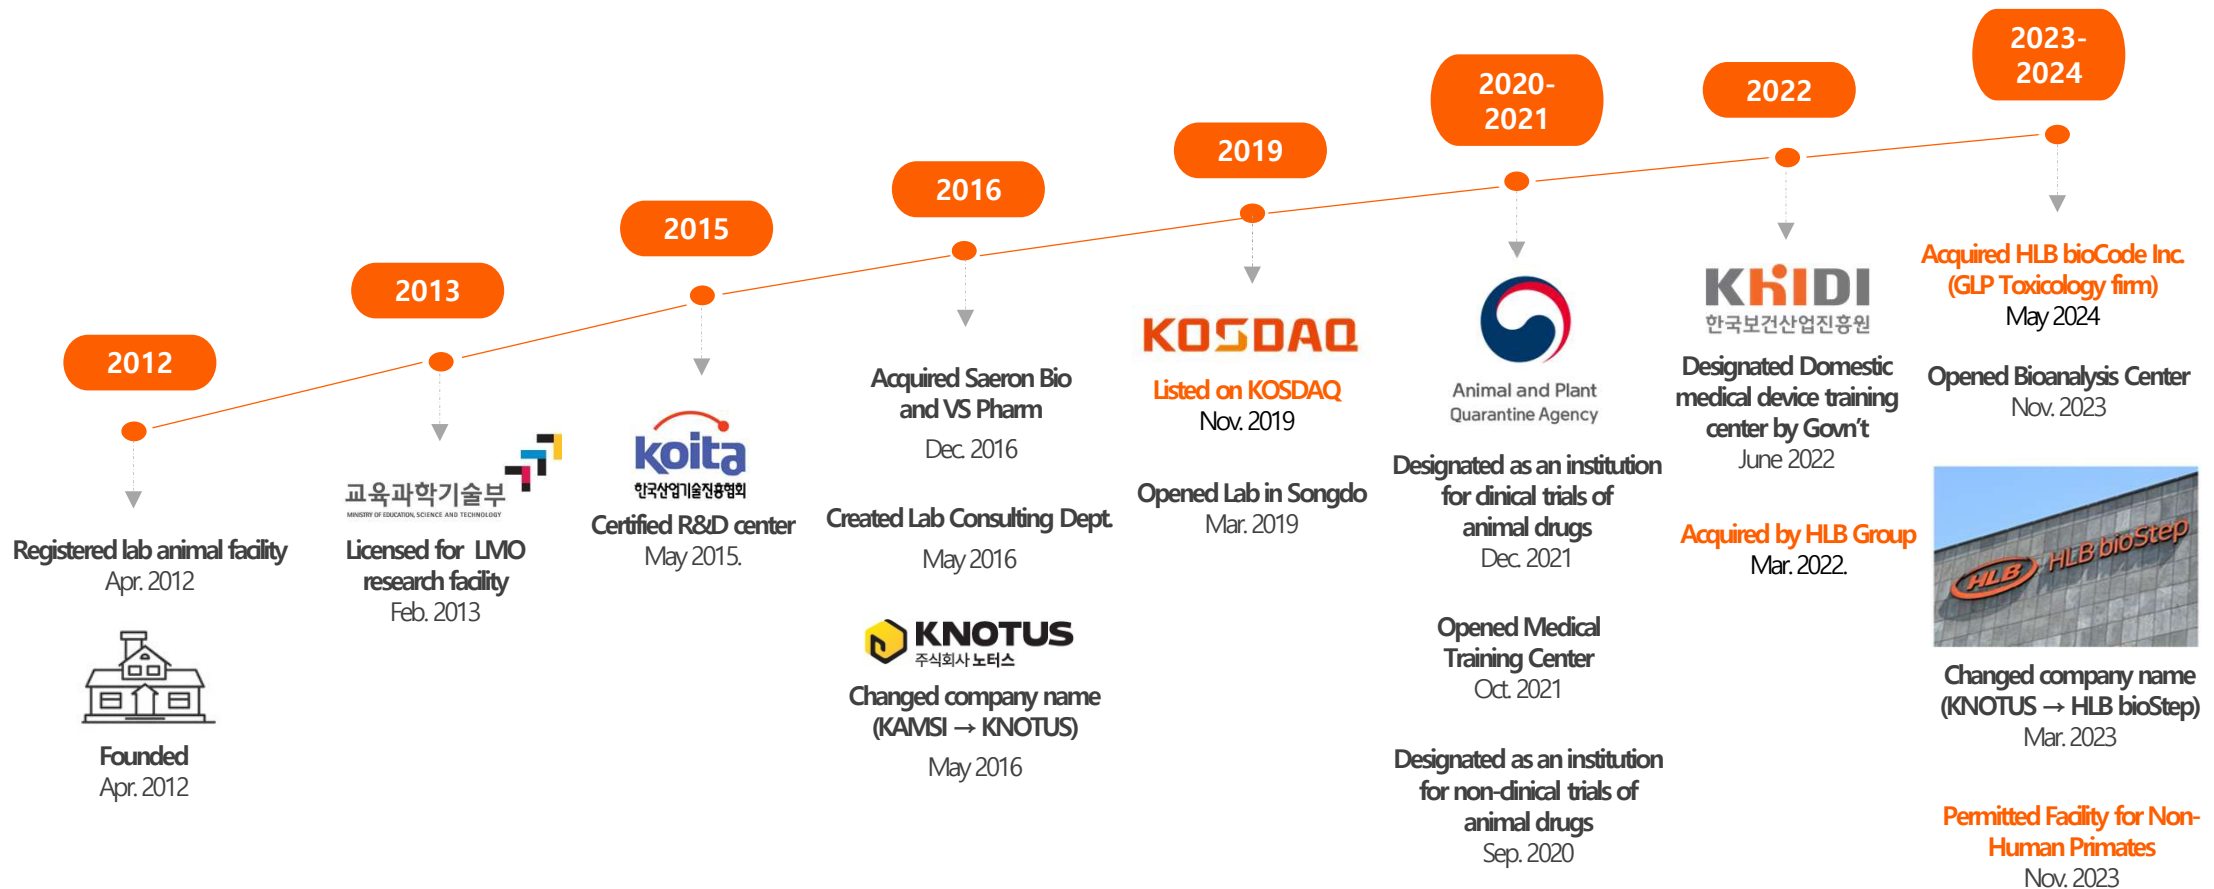 2012
Registered lab animal facility
Apr. 2012
Founded
Apr. 2012
2013
교육과학기술부
MINISTRY OF EDUCATION, SCIENCE AND TECHNOLOGY
Licensed for LMO
research facility
Feb. 2013
2015
koita
한국산업기술진흥협회
Certified R&D center
May 2015.
2016
Acquired Saeron Bio
and VS Pharm
Dec. 2016
Created Lab Consulting Dept.
May 2016
KNOTUS
주식회사 노터스
Changed company name
(KAMSI → KNOTUS)
May 2016
2019
KOSDAQ
Listed on KOSDAQ
Nov. 2019
Opened Lab in Songdo
Mar. 2019
2020-
2021
Animal and Plant
Quarantine Agency
Designated as an institution
for clinical trials of
animal drugs
Dec. 2021
Opened Medical
Training Center
Oct. 2021
Designated as an institution
for non-clinical trials of
animal drugs
Sep. 2020
2022
KHIDI
한국보건산업진흥원
Designated Domestic
medical device training
center by Govn't
June 2022
Acquired by HLB Group
Mar. 2022.
2023-
2024
Acquired HLB bioCode Inc.
(GLP Toxicology firm)
May 2024
Opened Bioanalysis Center
Nov. 2023
HLB HLB bioStep
Changed company name
(KNOTUS → HLB bioStep)
Mar. 2023
Permitted Facility for Non-
Human Primates
Nov. 2023